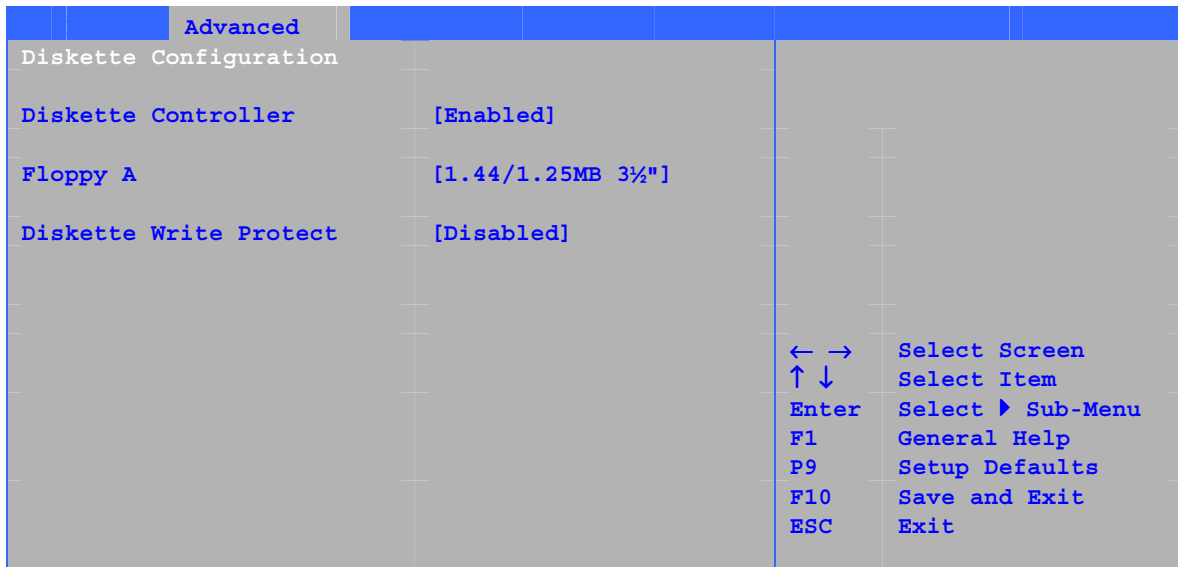 Advanced
Diskette Configuration
Diskette Controller [Enabled]
Floppy A [1.44/1.25MB 3½"]
Diskette Write Protect [Disabled]
← → Select Screen
↑ ↓ Select Item
Enter Select ▶ Sub-Menu
F1 General Help
P9 Setup Defaults
F10 Save and Exit
ESC Exit